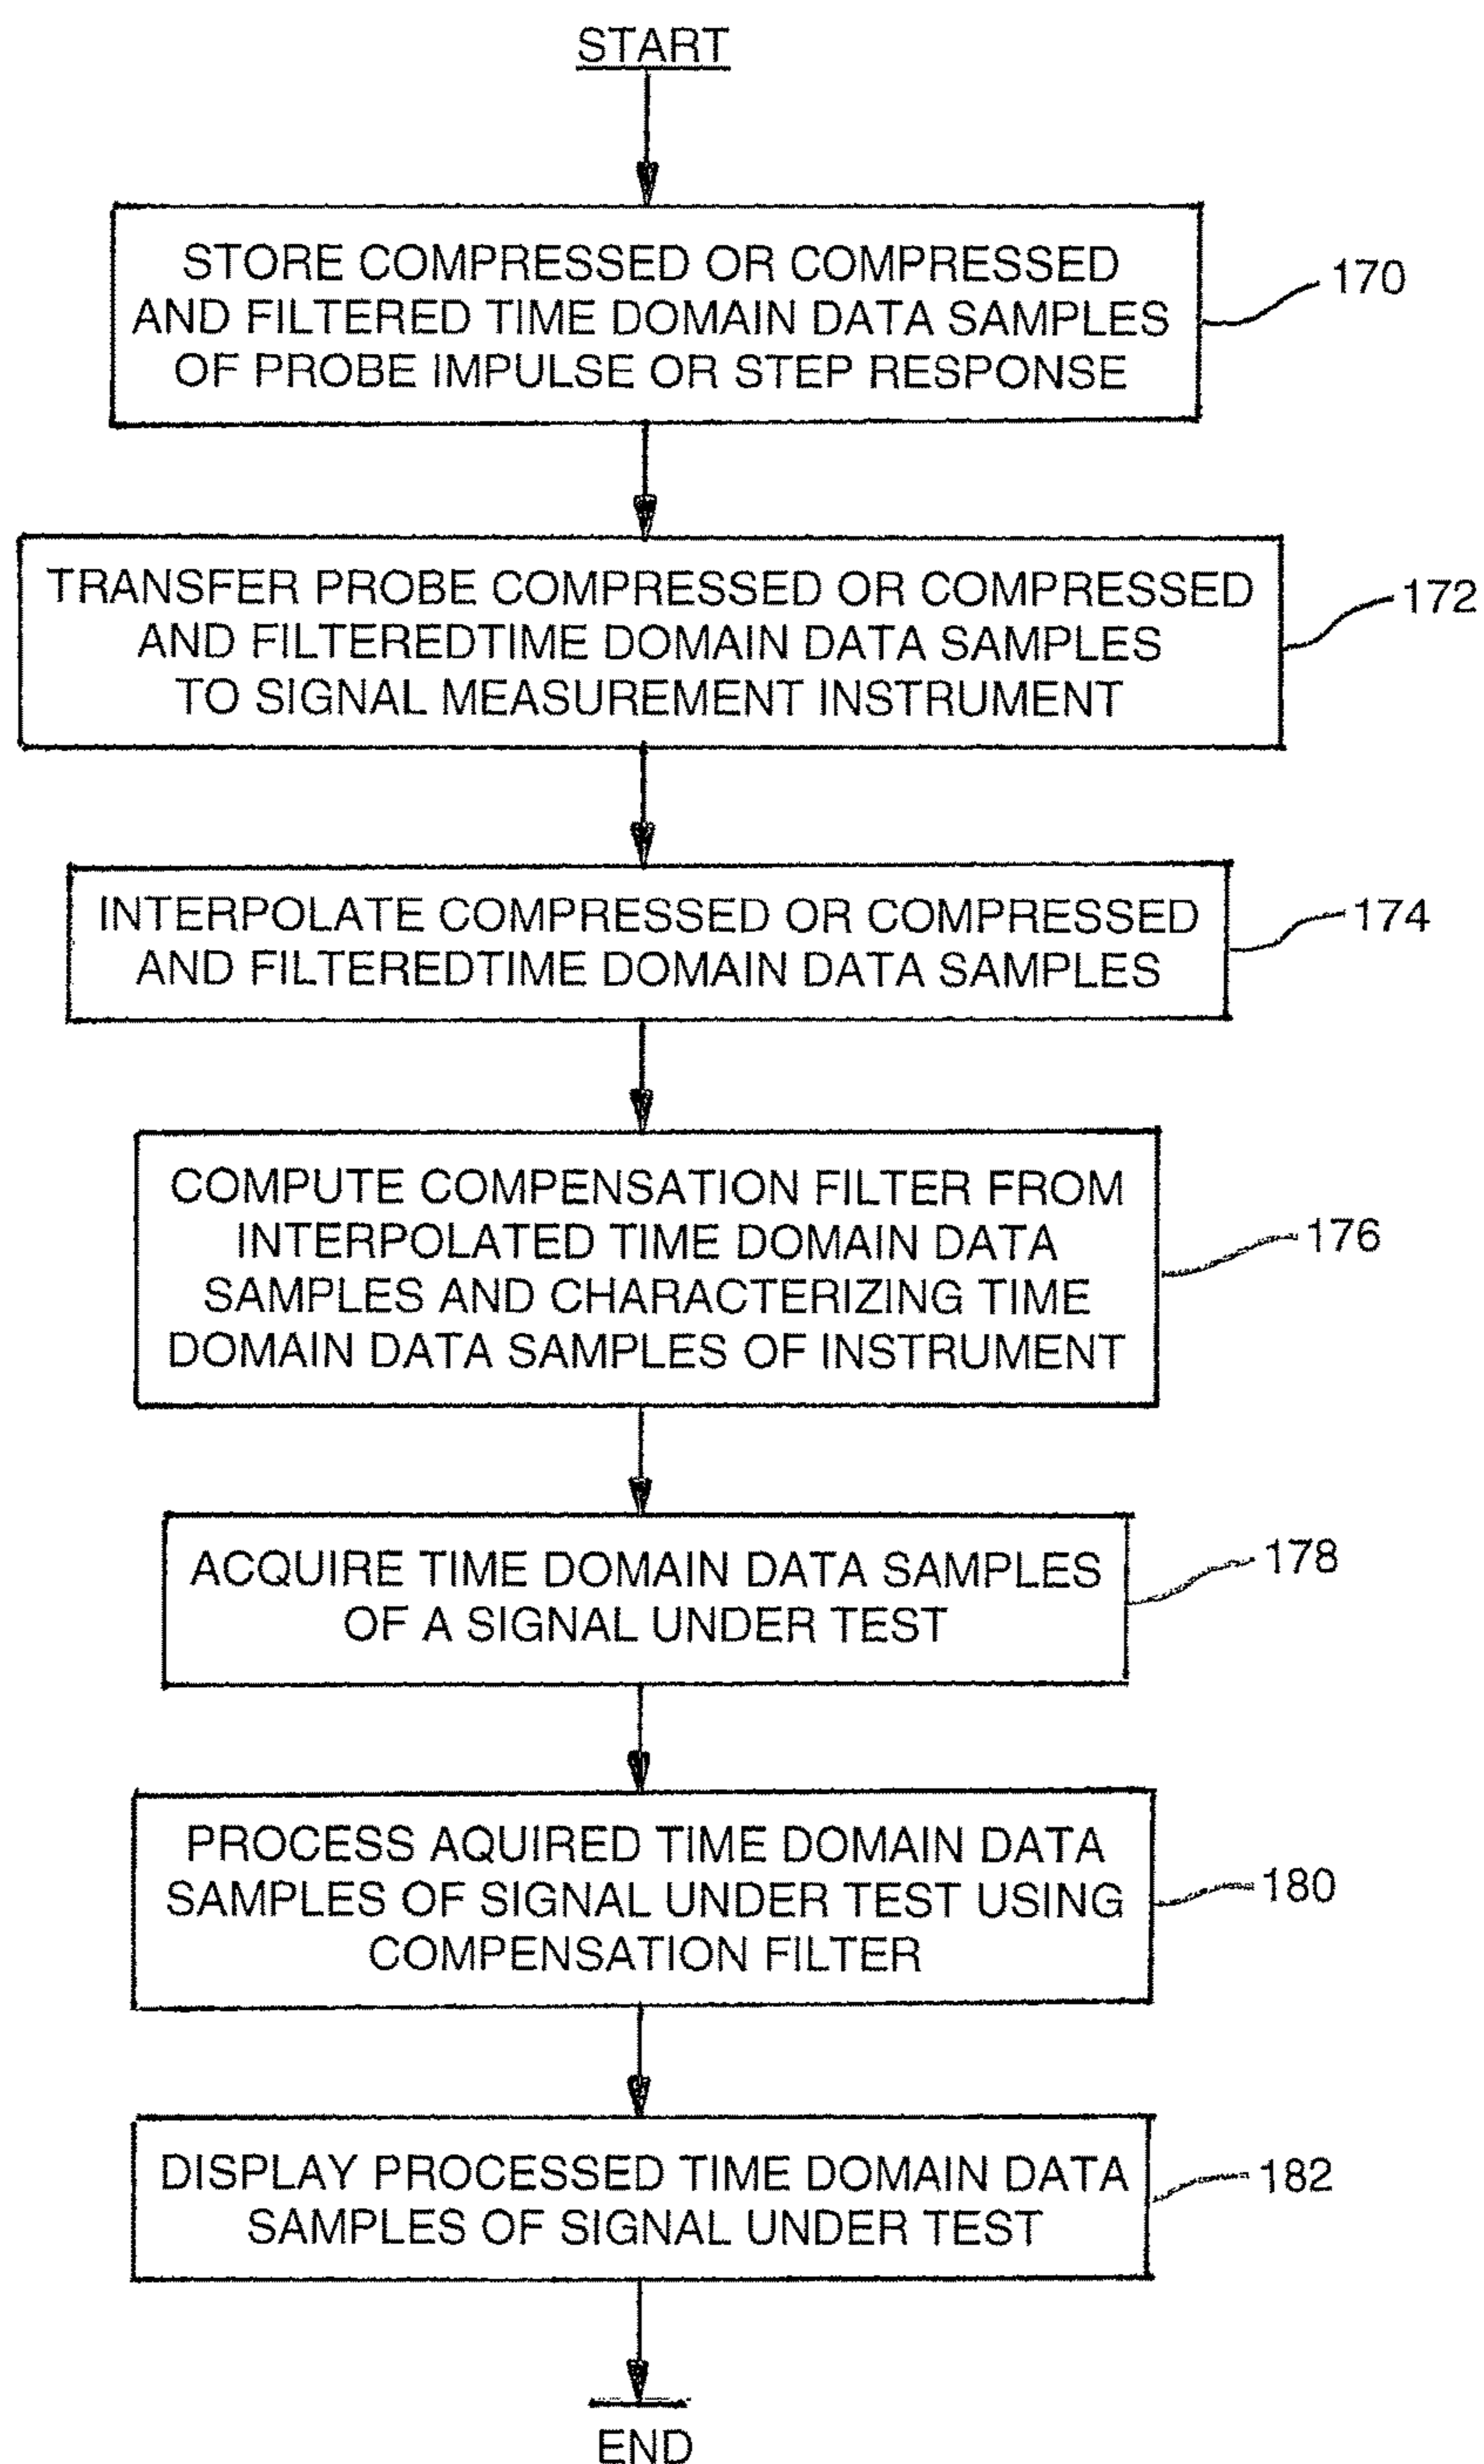 START
STORE COMPRESSED OR COMPRESSED
AND FILTERED TIME DOMAIN DATA SAMPLES
OF PROBE IMPULSE OR STEP RESPONSE
170
TRANSFER PROBE COMPRESSED OR COMPRESSED
AND FILTEREDTIME DOMAIN DATA SAMPLES
TO SIGNAL MEASUREMENT INSTRUMENT
172
INTERPOLATE COMPRESSED OR COMPRESSED
AND FILTEREDTIME DOMAIN DATA SAMPLES
174
COMPUTE COMPENSATION FILTER FROM
INTERPOLATED TIME DOMAIN DATA
SAMPLES AND CHARACTERIZING TIME
DOMAIN DATA SAMPLES OF INSTRUMENT
176
ACQUIRE TIME DOMAIN DATA SAMPLES
OF A SIGNAL UNDER TEST
178
PROCESS AQUIRED TIME DOMAIN DATA
SAMPLES OF SIGNAL UNDER TEST USING
COMPENSATION FILTER
180
DISPLAY PROCESSED TIME DOMAIN DATA
SAMPLES OF SIGNAL UNDER TEST
182
END